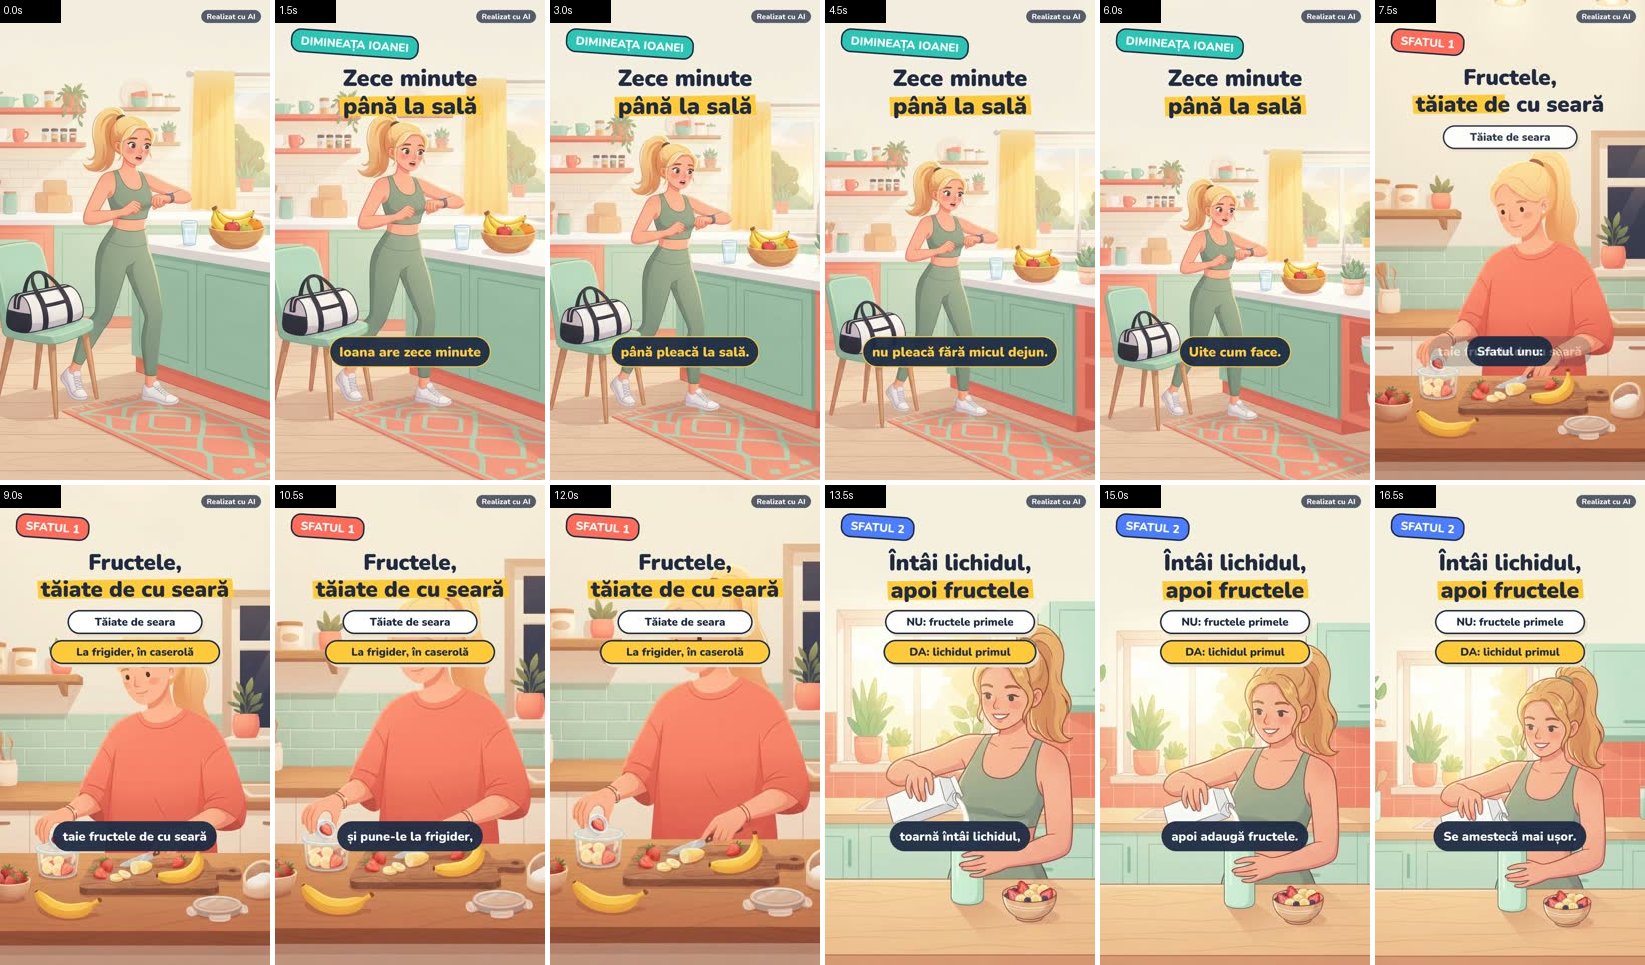 0.0s
Realizat cu AI
1.5s
Realizat cu AI
DIMINEAȚA IOANEI
Zece minute
până la sală
Ioana are zece minute
3.0s
Realizat cu AI
DIMINEAȚA IOANEI
Zece minute
până la sală
până pleacă la sală.
4.5s
Realizat cu AI
DIMINEAȚA IOANEI
Zece minute
până la sală
nu pleacă fără micul dejun.
6.0s
Realizat cu AI
DIMINEAȚA IOANEI
Zece minute
până la sală
Uite cum face.
7.5s
Realizat cu AI
SFATUL 1
Fructele,
tăiate de cu seară
Tăiate de seara
Sfatul unu:
9.0s
Realizat cu AI
SFATUL 1
Fructele,
tăiate de cu seară
Tăiate de seara
La frigider, în caserolă
taie fructele de cu seară
10.5s
Realizat cu AI
SFATUL 1
Fructele,
tăiate de cu seară
Tăiate de seara
La frigider, în caserolă
și pune-le la frigider,
12.0s
Realizat cu AI
SFATUL 1
Fructele,
tăiate de cu seară
Tăiate de seara
La frigider, în caserolă
13.5s
Realizat cu AI
SFATUL 2
Întâi lichidul,
apoi fructele
NU: fructele primele
DA: lichidul primul
toarnă întâi lichidul,
15.0s
Realizat cu AI
SFATUL 2
Întâi lichidul,
apoi fructele
NU: fructele primele
DA: lichidul primul
apoi adaugă fructele.
16.5s
Realizat cu AI
SFATUL 2
Întâi lichidul,
apoi fructele
NU: fructele primele
DA: lichidul primul
Se amestecă mai ușor.